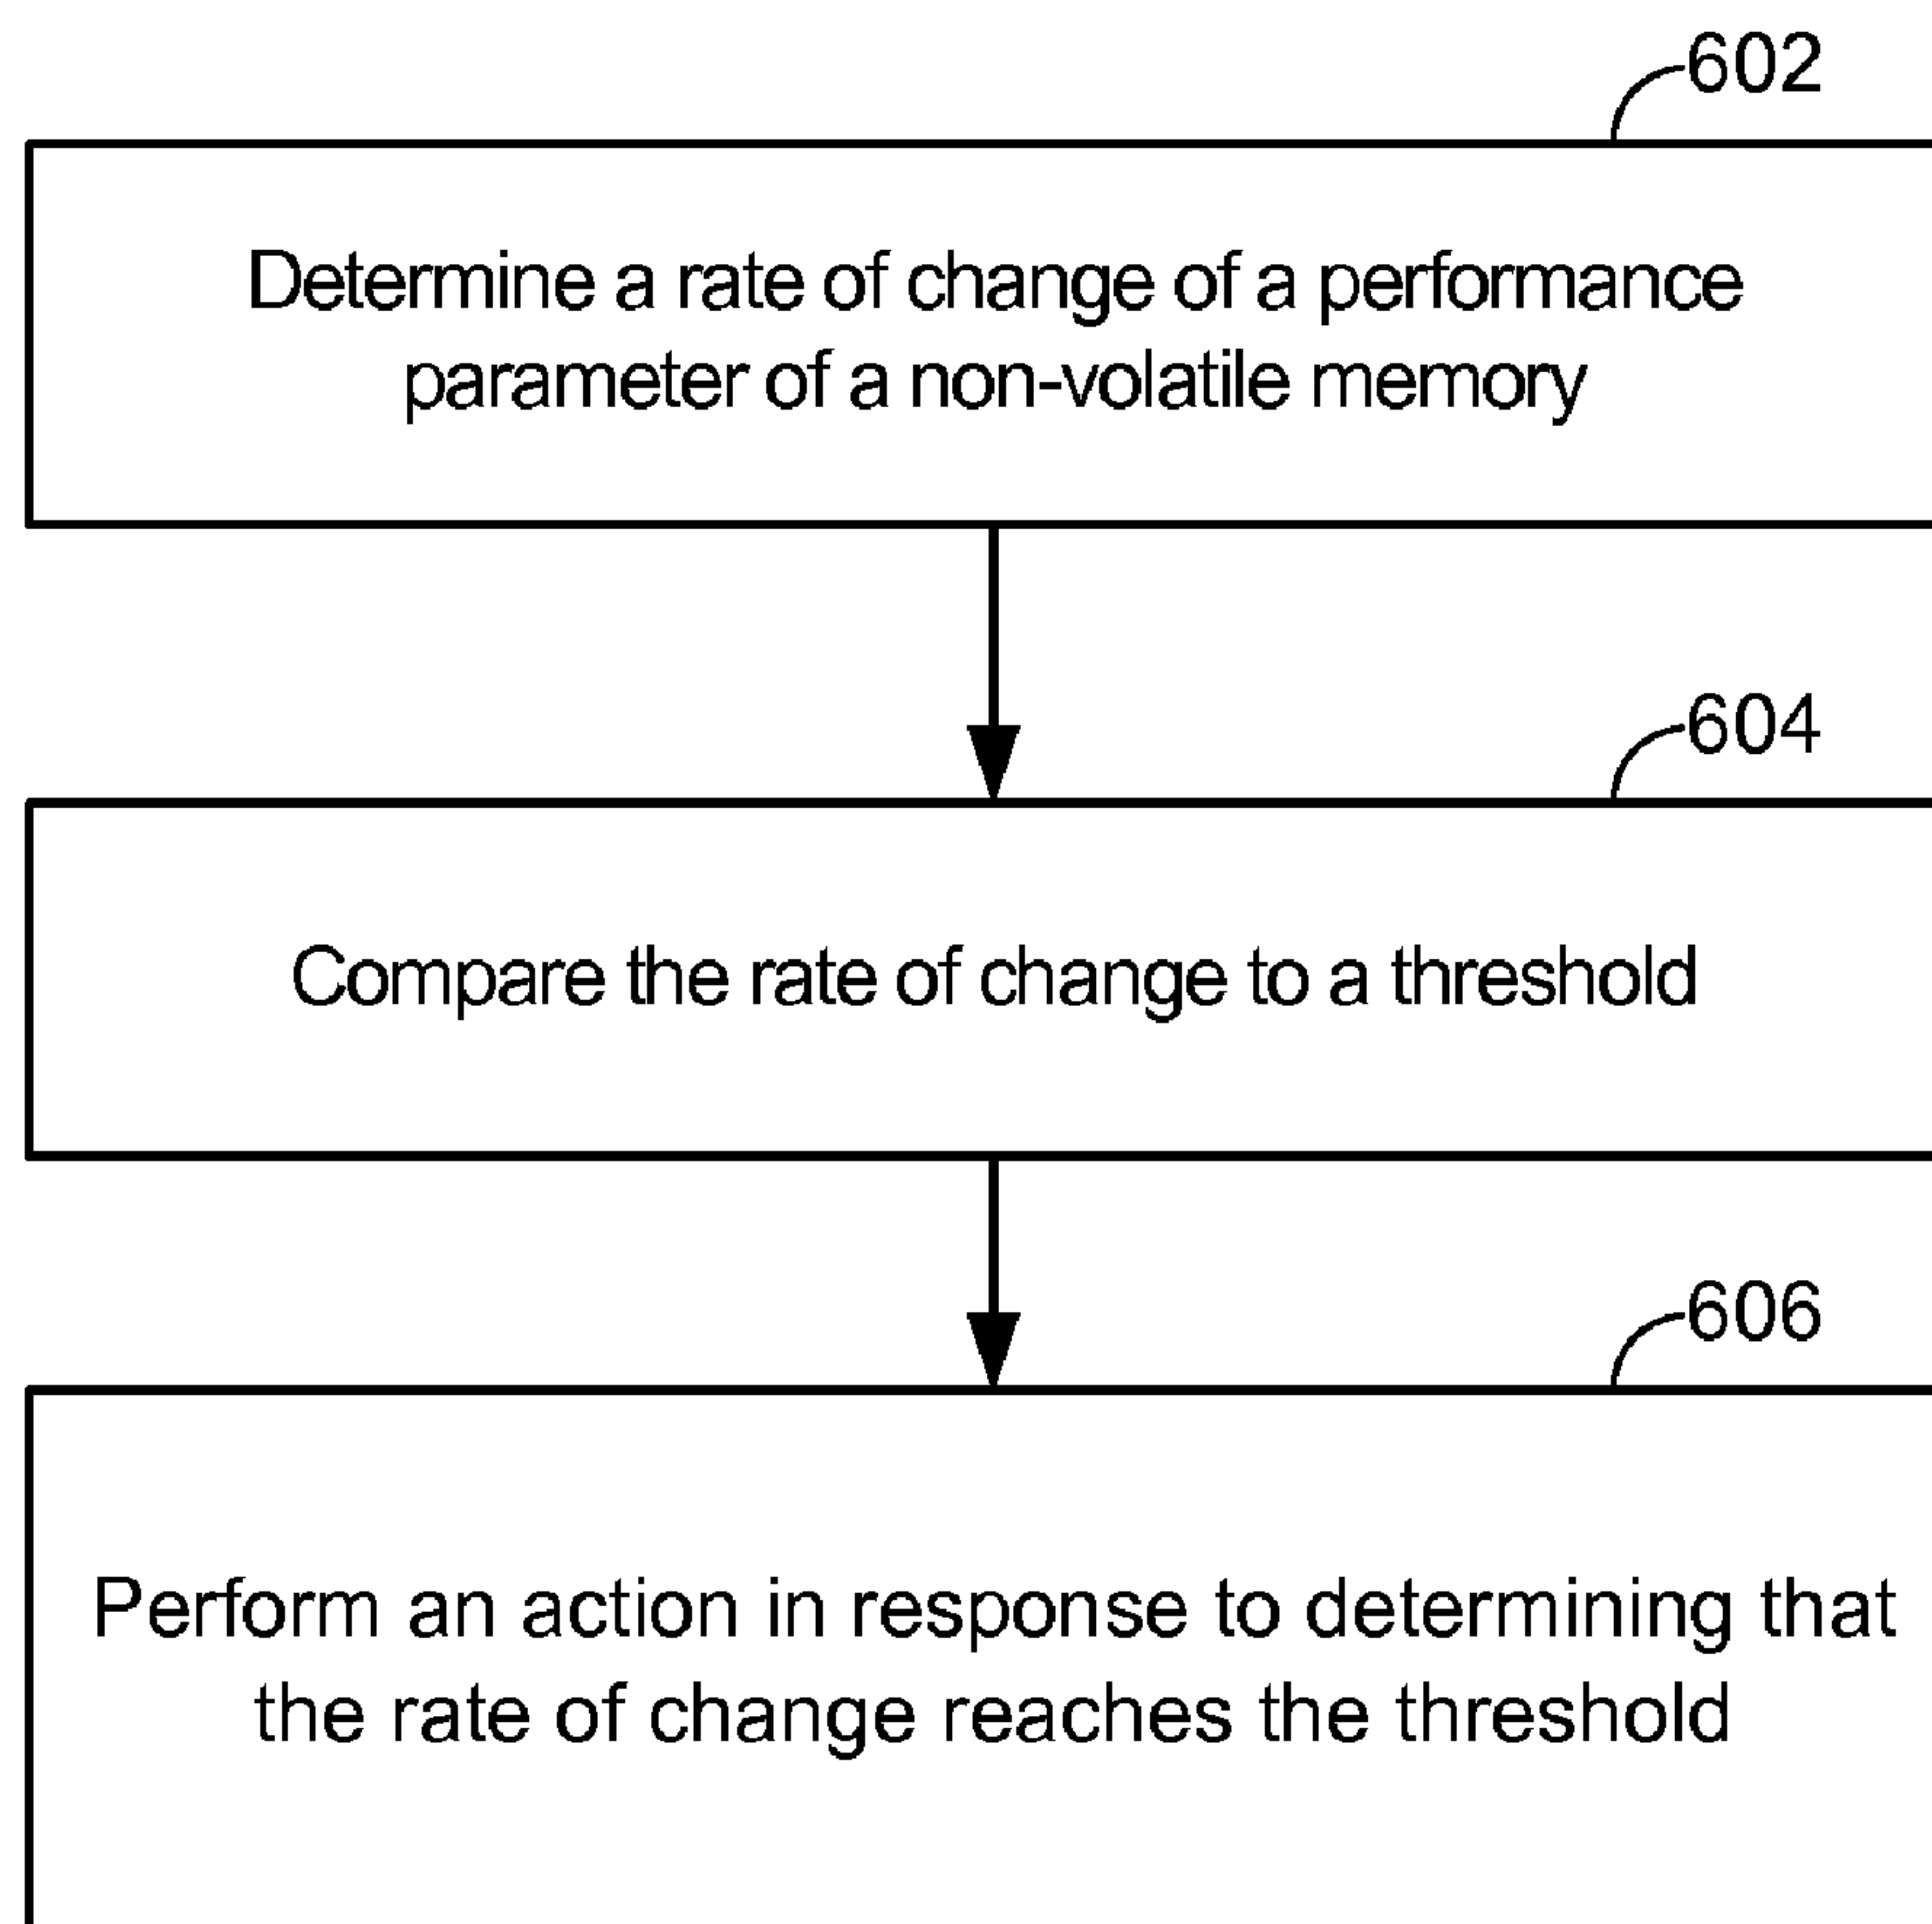 602
Determine a rate of change of a performance
parameter of a non-volatile memory
604
Compare the rate of change to a threshold
606
Perform an action in response to determining that
the rate of change reaches the threshold